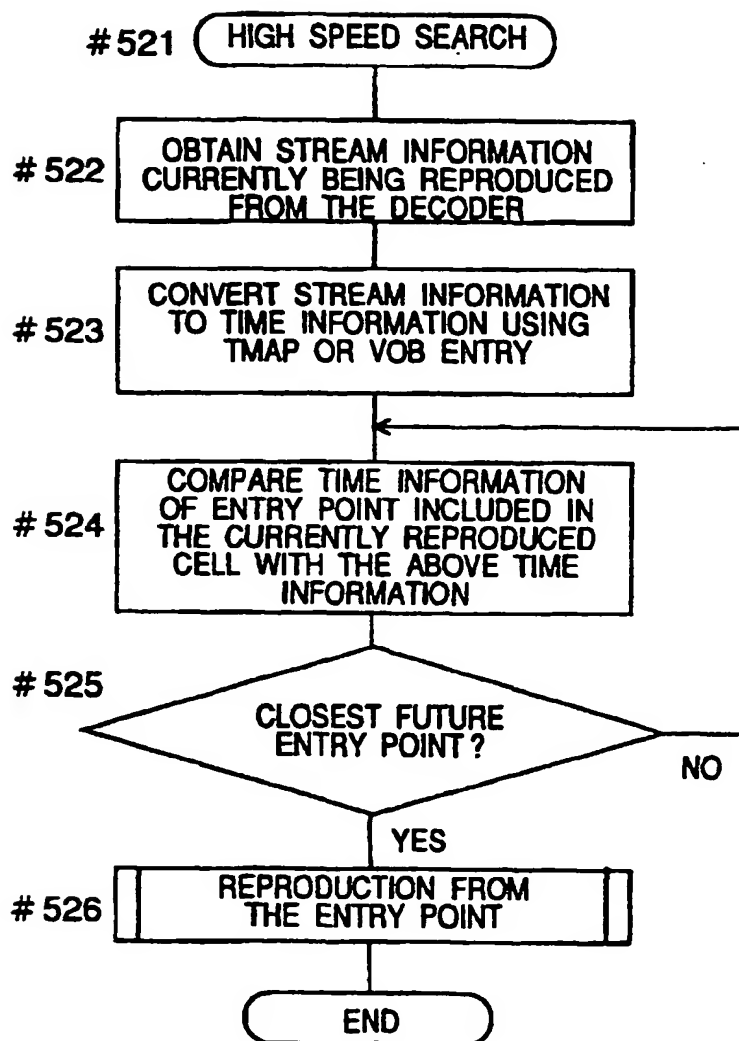 #521 HIGH SPEED SEARCH
#522 OBTAIN STREAM INFORMATION
CURRENTLY BEING REPRODUCED
FROM THE DECODER
#523 CONVERT STREAM INFORMATION
TO TIME INFORMATION USING
TMAP OR VOB ENTRY
#524 COMPARE TIME INFORMATION
OF ENTRY POINT INCLUDED IN
THE CURRENTLY REPRODUCED
CELL WITH THE ABOVE TIME
INFORMATION
#525
CLOSEST FUTURE
ENTRY POINT?
NO
YES
#526 REPRODUCTION FROM
THE ENTRY POINT
END